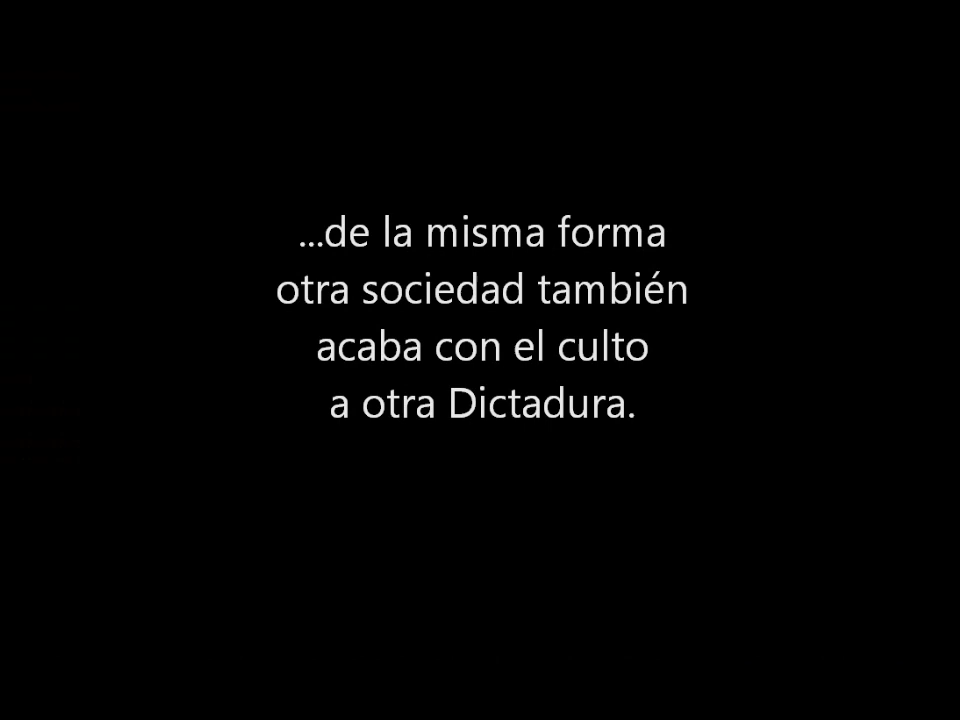 ...de la misma forma
otra sociedad también
acaba con el culto
a otra Dictadura.